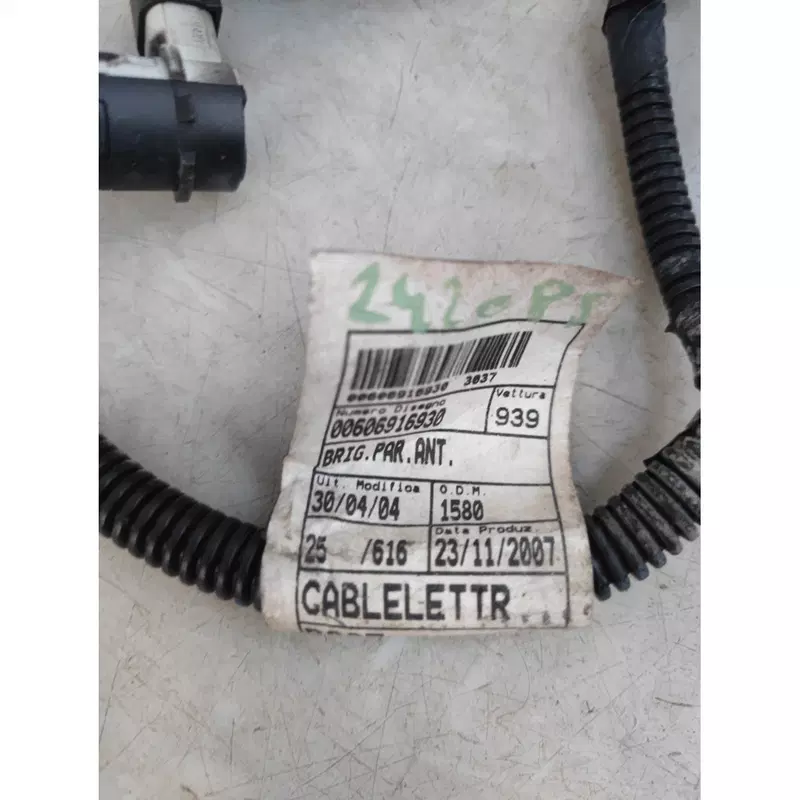 00606916930 3037
Numero Disegno
00606916930
Vettura
939
BRIG.PAR.ANT.
Ult. Modifica
30/04/04
O.D.M.
1580
25 /616
Data Produz.
23/11/2007
CABLELETTR